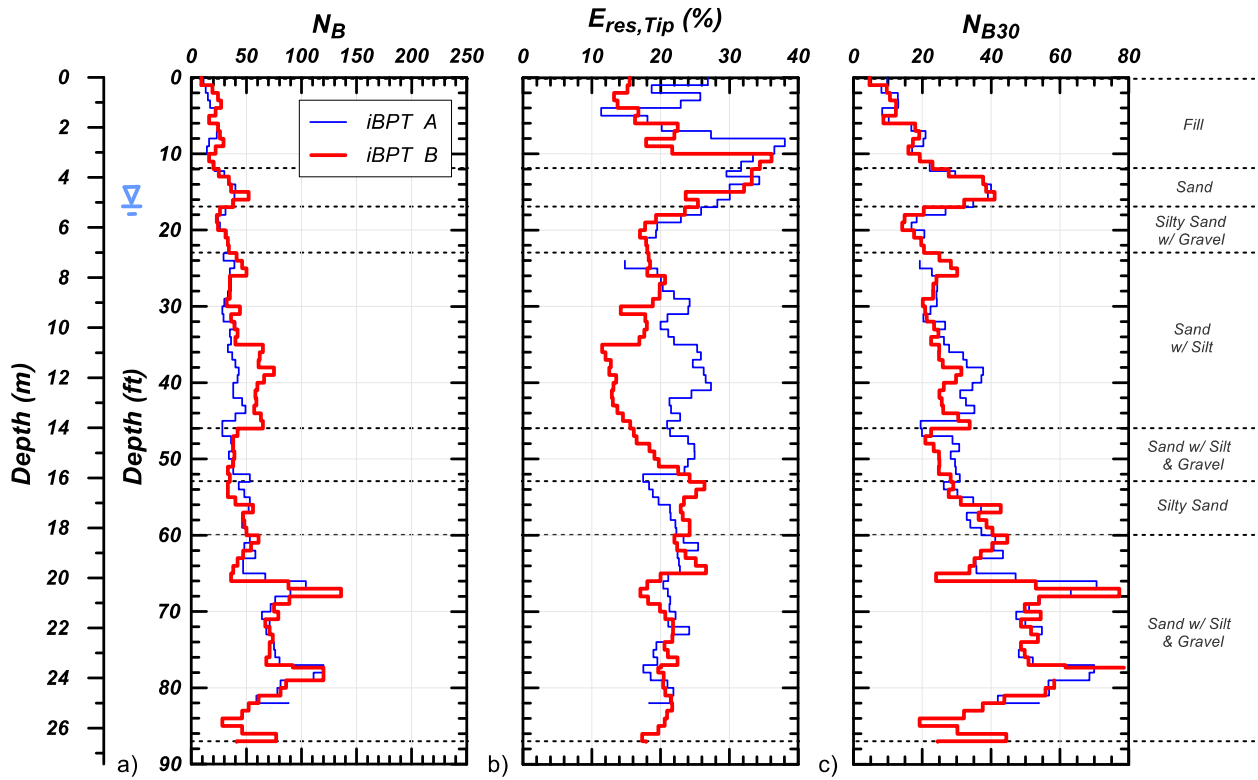 N_B
E_res,Tip (%)
N_B30
0 50 100 150 200 250
0 10 20 30 40
0 20 40 60 80
iBPT A
iBPT B
Depth (m)
0
2
4
6
8
10
12
14
16
18
20
22
24
26
Depth (ft)
0
10
20
30
40
50
60
70
80
90
Fill
Sand
Silty Sand
w/ Gravel
Sand
w/ Silt
Sand w/ Silt
& Gravel
Silty Sand
Sand w/ Silt
& Gravel
a)
b)
c)